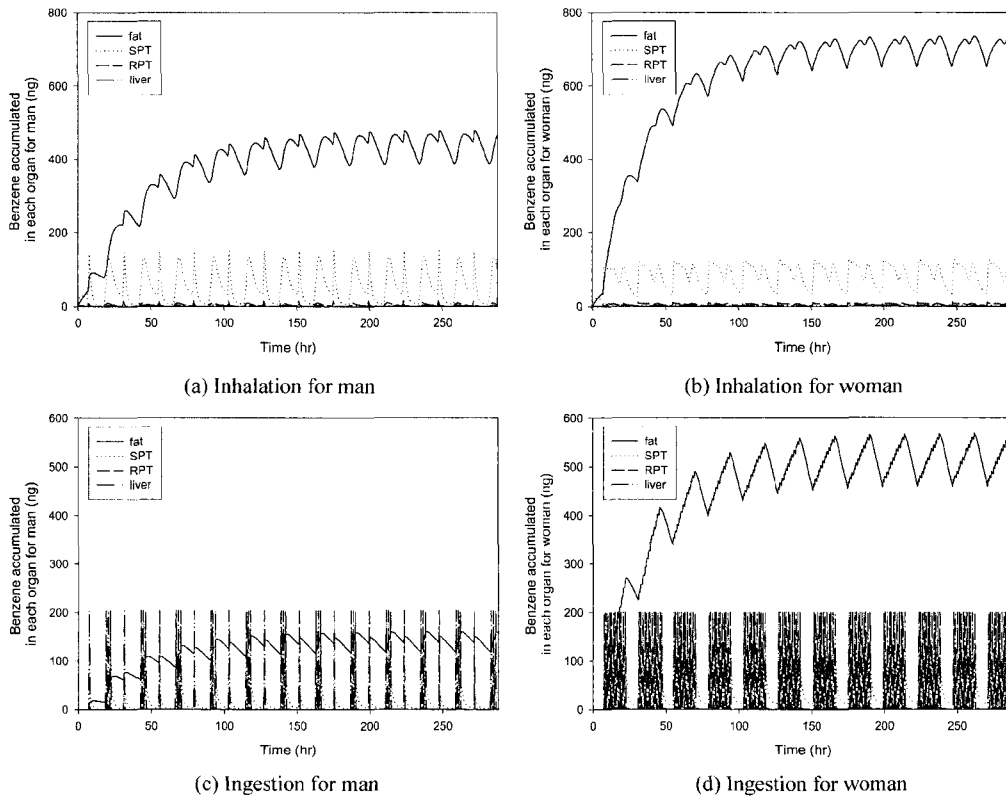 800
600
400
200
0
Benzene accumulated
in each organ for man (ng)
fat
SPT
RPT
liver
0
50
100
150
200
250
Time (hr)
(a) Inhalation for man
800
600
400
200
0
Benzene accumulated
in each organ for woman (ng)
fat
SPT
RPT
liver
0
50
100
150
200
250
Time (hr)
(b) Inhalation for woman
600
500
400
300
200
100
0
Benzene accumulated
in each organ for man (ng)
fat
SPT
RPT
liver
0
50
100
150
200
250
Time (hr)
(c) Ingestion for man
600
500
400
300
200
100
0
Benzene accumulated
in each organ for woman (ng)
fat
SPT
RPT
liver
0
50
100
150
200
250
Time (hr)
(d) Ingestion for woman